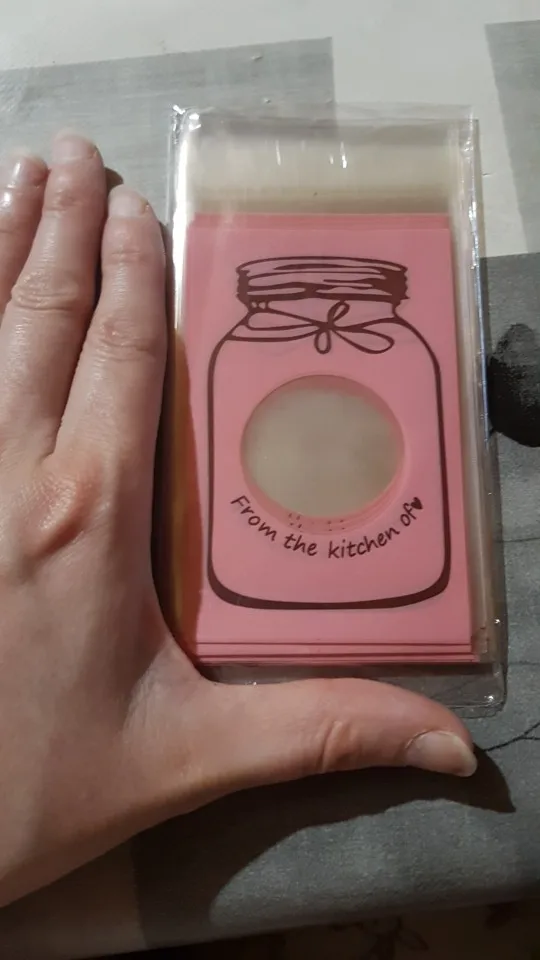 From the kitchen of♥